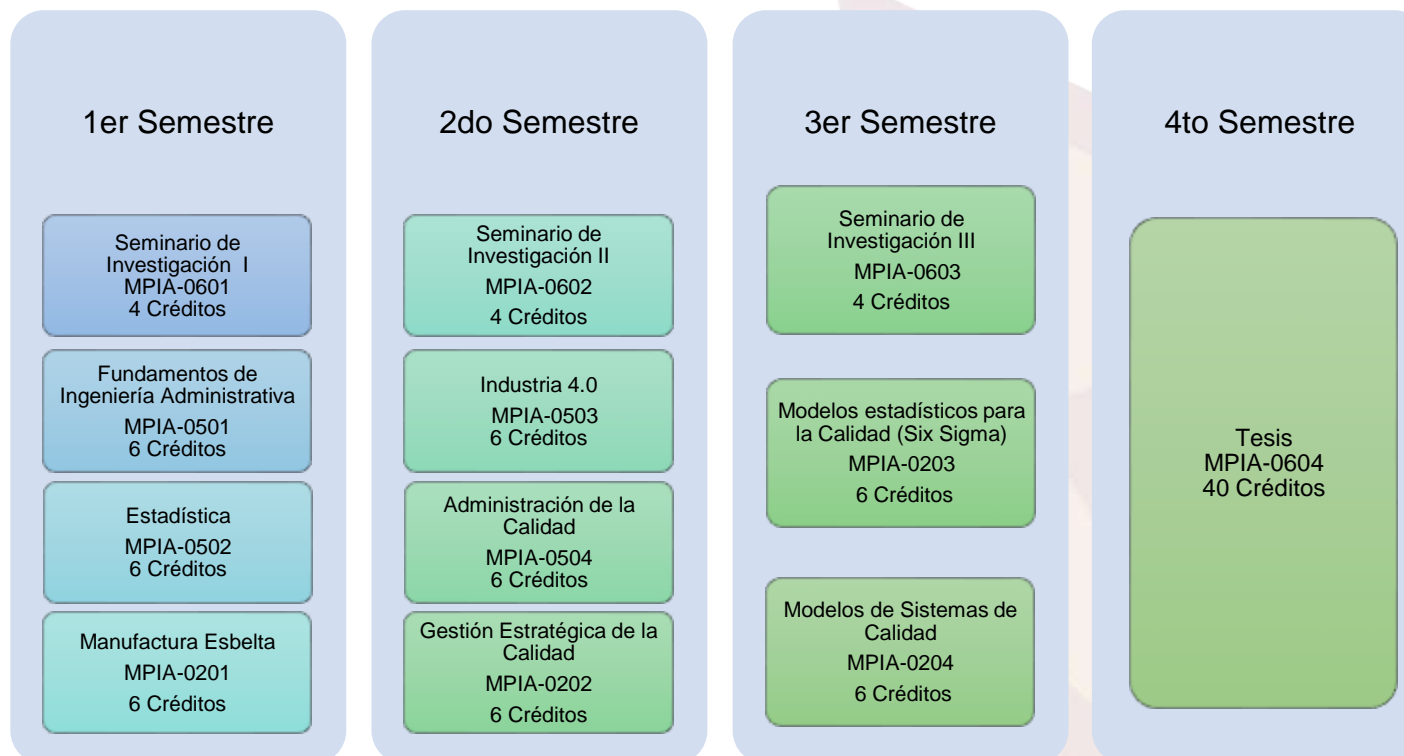 1er Semestre
Seminario de
Investigación I
MPIA-0601
4 Créditos
Fundamentos de
Ingeniería Administrativa
MPIA-0501
6 Créditos
Estadística
MPIA-0502
6 Créditos
Manufactura Esbelta
MPIA-0201
6 Créditos
2do Semestre
Seminario de
Investigación II
MPIA-0602
4 Créditos
Industria 4.0
MPIA-0503
6 Créditos
Administración de la
Calidad
MPIA-0504
6 Créditos
Gestión Estratégica de la
Calidad
MPIA-0202
6 Créditos
3er Semestre
Seminario de
Investigación III
MPIA-0603
4 Créditos
Modelos estadísticos para
la Calidad (Six Sigma)
MPIA-0203
6 Créditos
Modelos de Sistemas de
Calidad
MPIA-0204
6 Créditos
4to Semestre
Tesis
MPIA-0604
40 Créditos